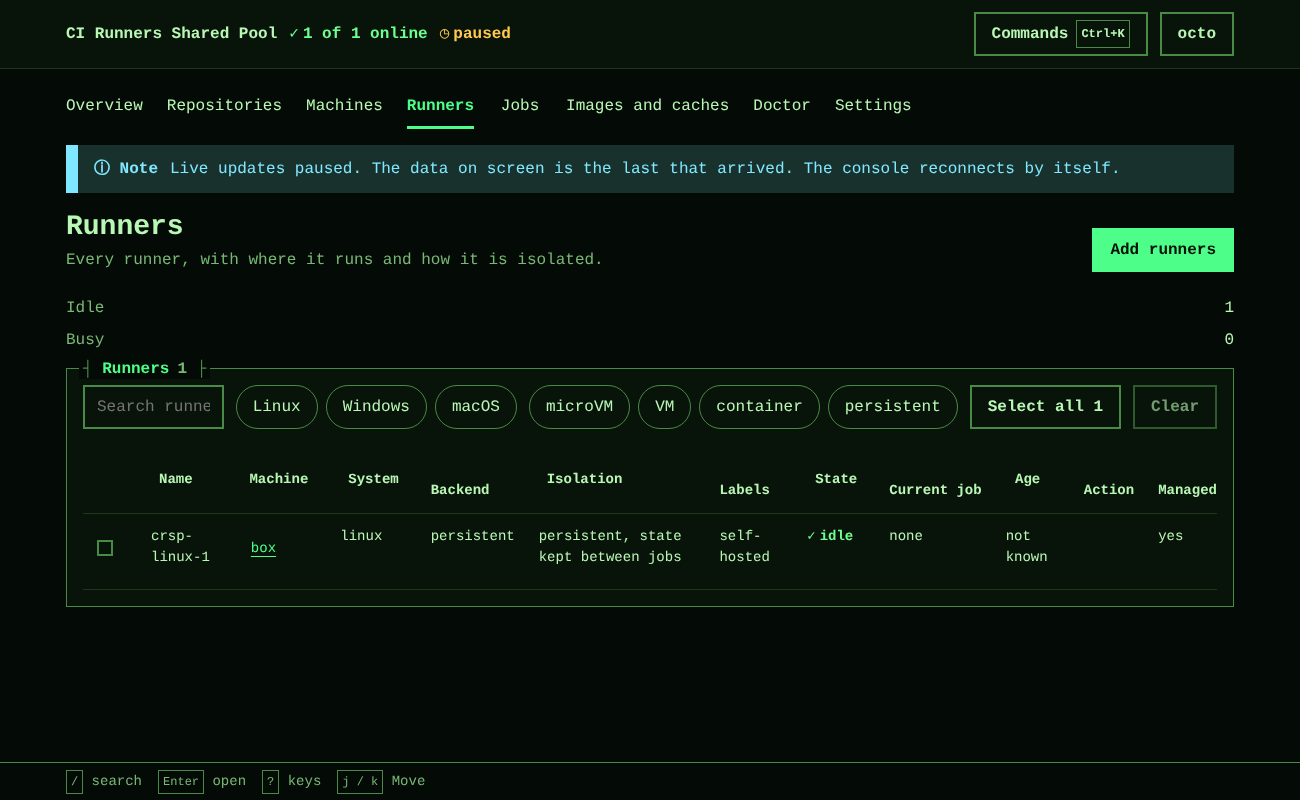 CI Runners Shared Pool ✓ 1 of 1 online ◷ paused Commands Ctrl+K octo
Overview Repositories Machines Runners Jobs Images and caches Doctor Settings
ⓘ Note Live updates paused. The data on screen is the last that arrived. The console reconnects by itself.
Runners
Every runner, with where it runs and how it is isolated.
Add runners
Idle 1
Busy 0
┤ Runners 1 ├
Search runne Linux Windows macOS microVM VM container persistent Select all 1 Clear
Name Machine System Backend Isolation Labels State Current job Age Action Managed
crsp- box linux persistent persistent, state self- ✓ idle none not yes
linux-1 kept between jobs hosted known
/ search Enter open ? keys j / k Move